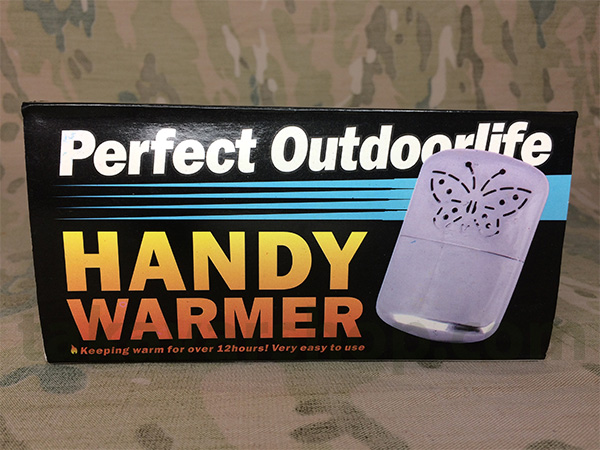 Perfect Outdoorlife
HANDY
WARMER
Keeping warm for over 12hours! Very easy to use